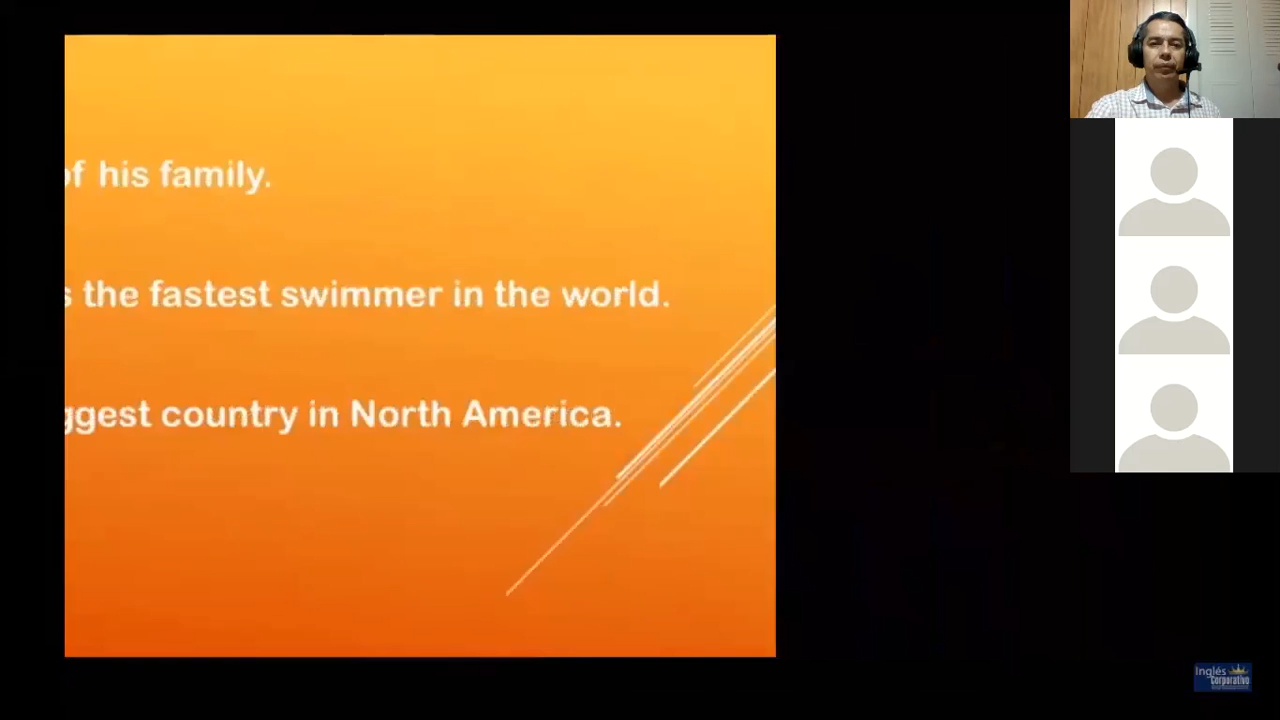 of his family.
s the fastest swimmer in the world.
ggest country in North America.
Inglés
Corporativo